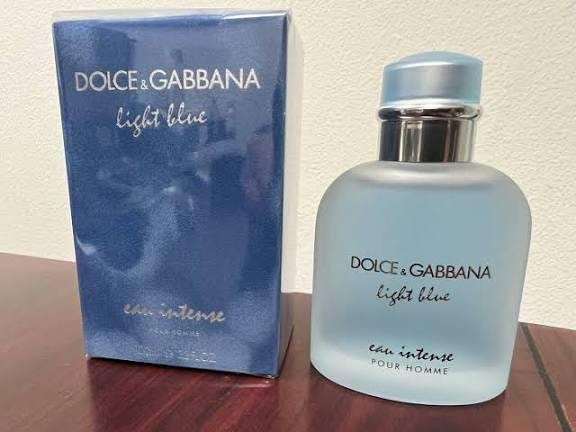 DOLCE & GABBANA
light blue
eau intense
POUR HOMME
DOLCE & GABBANA
light blue
eau intense
POUR HOMME